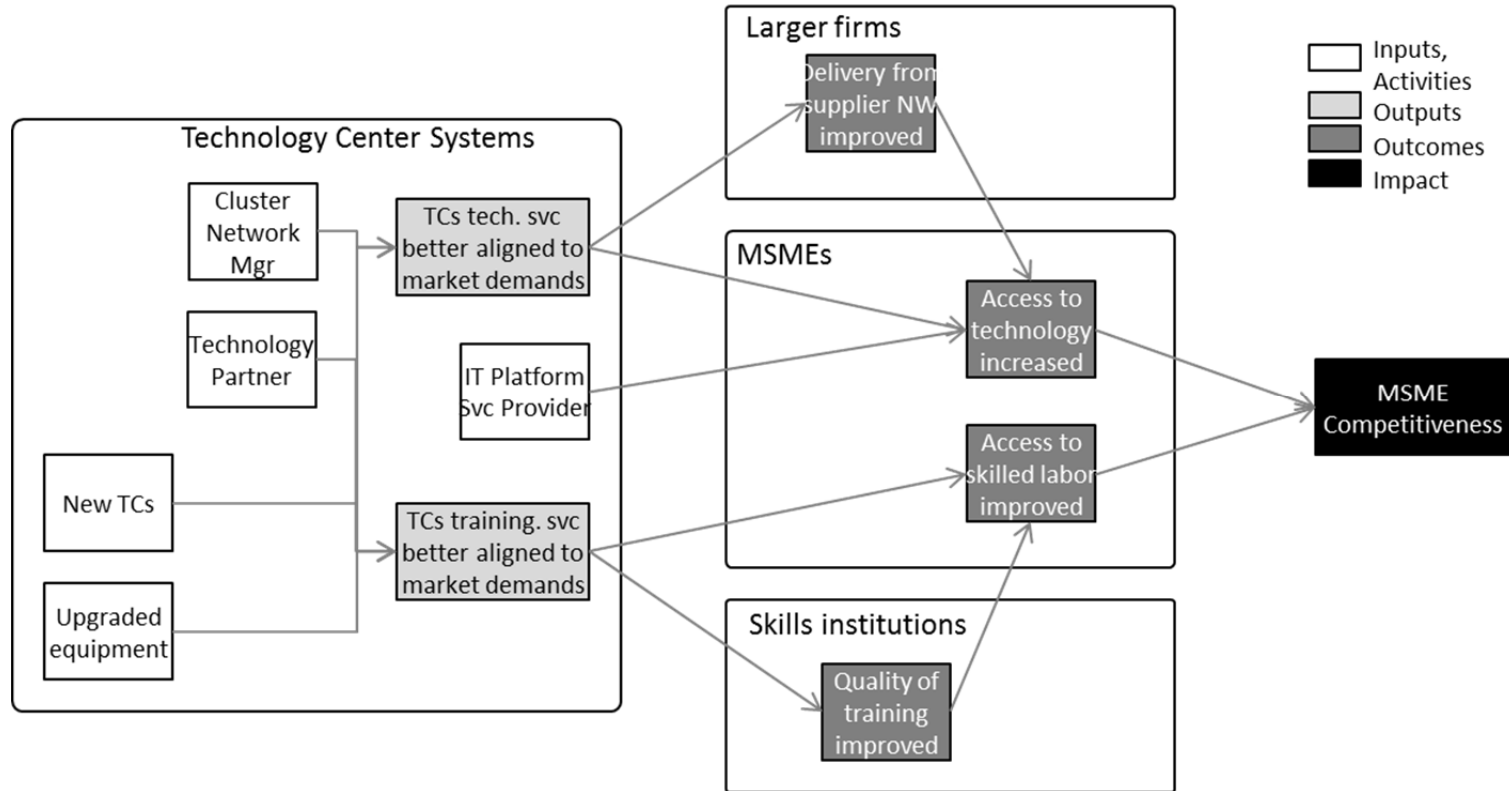 Larger firms
Delivery from
supplier NW
improved
Inputs,
Activities
Outputs
Outcomes
Impact
Technology Center Systems
Cluster
Network
Mgr
TCs tech. svc
better aligned to
market demands
MSMEs
Technology
Partner
IT Platform
Svc Provider
Access to
technology
increased
MSME
Competitiveness
New TCs
TCs training. svc
better aligned to
market demands
Access to
skilled labor
improved
Upgraded
equipment
Skills institutions
Quality of
training
improved